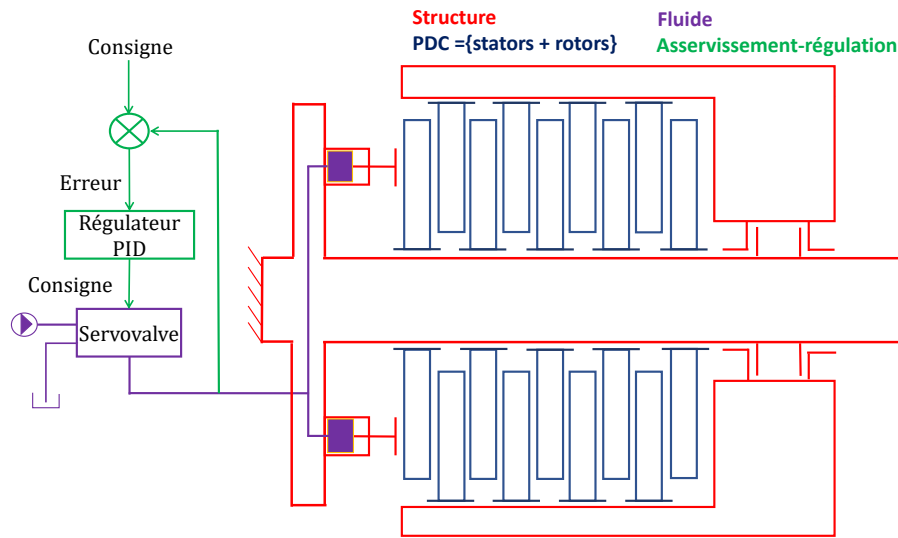 Structure
Fluide
PDC ={stators + rotors}
Asservissement-régulation
Consigne
Erreur
Régulateur
PID
Consigne
Servovalve